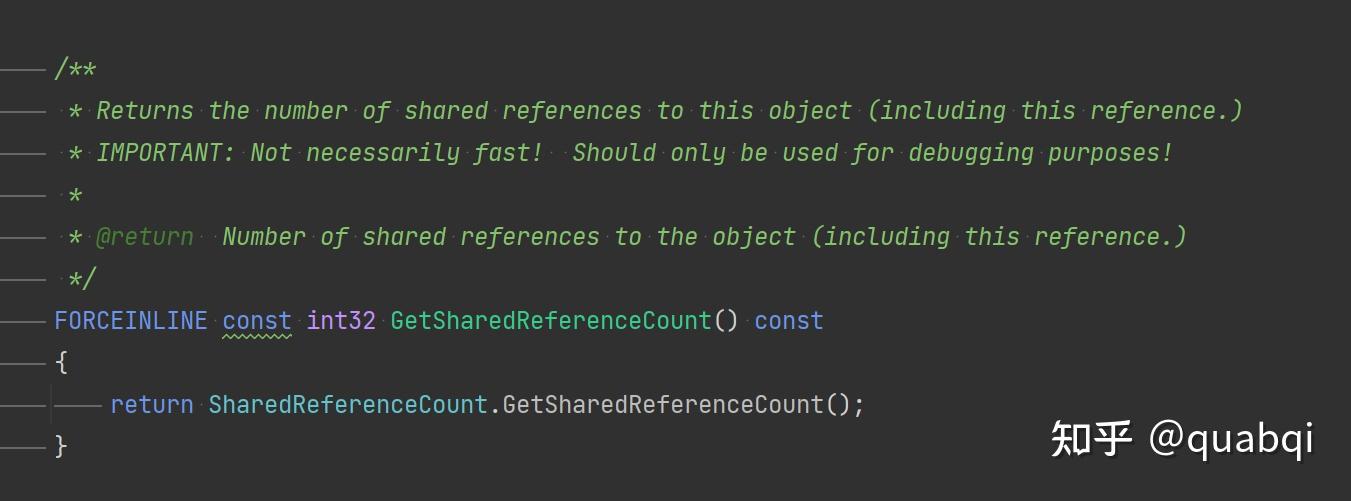 /**
 * Returns the number of shared references to this object (including this reference.)
 * IMPORTANT: Not necessarily fast!  Should only be used for debugging purposes!
 *
 * @return  Number of shared references to the object (including this reference.)
 */
FORCEINLINE const int32 GetSharedReferenceCount() const
{
    return SharedReferenceCount.GetSharedReferenceCount();
}
知乎 @quabqi